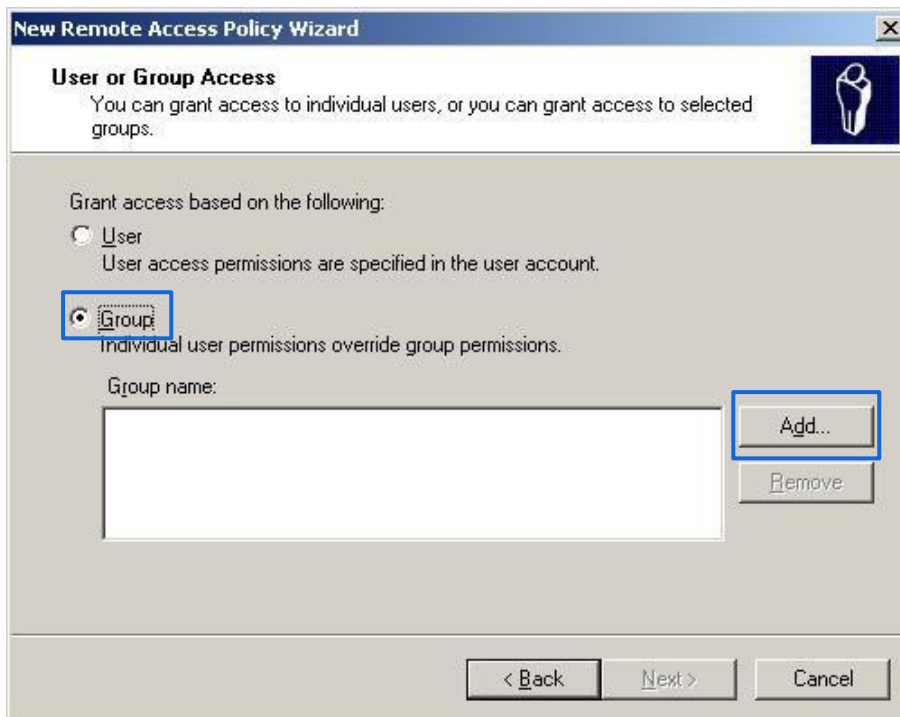 New Remote Access Policy Wizard
User or Group Access
You can grant access to individual users, or you can grant access to selected
groups.
Grant access based on the following:
User
User access permissions are specified in the user account.
Group
Individual user permissions override group permissions.
Group name:
Add...
Remove
< Back
Next >
Cancel